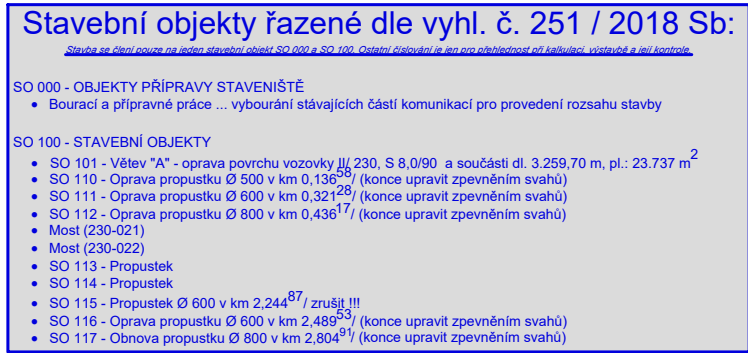 Stavební objekty řazené dle vyhl. č. 251 / 2018 Sb:
Stavba se člení pouze na jeden stavební objekt SO 000 a SO 100. Ostatní číslování je jen pro přehlednost při kalkulaci, výstavbě a její kontrole.
SO 000 - OBJEKTY PŘÍPRAVY STAVENIŠTĚ
• Bourací a přípravné práce ... vybourání stávajících částí komunikací pro provedení rozsahu stavby
SO 100 - STAVEBNÍ OBJEKTY
• SO 101 - Větev "A" - oprava povrchu vozovky II/ 230, S 8,0/90 a součásti dl. 3.259,70 m, pl.: 23.737 m²
• SO 110 - Oprava propustku Ø 500 v km 0,136⁵⁸/ (konce upravit zpevněním svahů)
• SO 111 - Oprava propustku Ø 600 v km 0,321²⁸/ (konce upravit zpevněním svahů)
• SO 112 - Oprava propustku Ø 800 v km 0,436¹⁷/ (konce upravit zpevněním svahů)
• Most (230-021)
• Most (230-022)
• SO 113 - Propustek
• SO 114 - Propustek
• SO 115 - Propustek Ø 600 v km 2,244⁸⁷/ zrušit !!!
• SO 116 - Oprava propustku Ø 600 v km 2,489⁵³/ (konce upravit zpevněním svahů)
• SO 117 - Obnova propustku Ø 800 v km 2,804⁹¹/ (konce upravit zpevněním svahů)